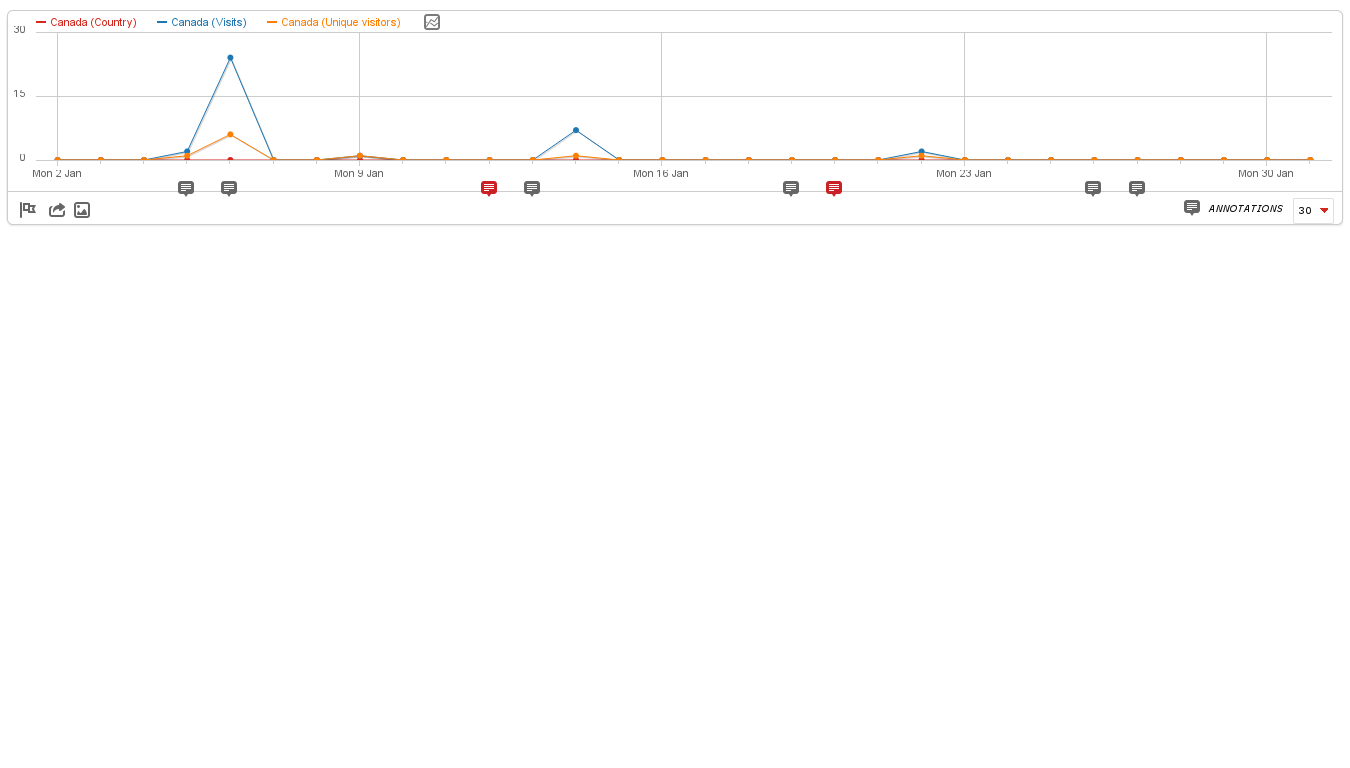 Canada (Country) Canada (Visits) Canada (Unique visitors)
30
15
0
Mon 2 Jan Mon 9 Jan Mon 16 Jan Mon 23 Jan Mon 30 Jan
ANNOTATIONS 30